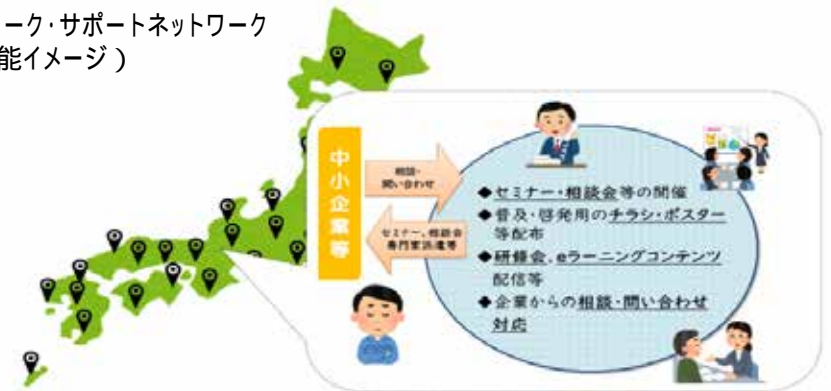 ーク・サポートネットワーク
能イメージ）
中小企業等
相談・
問い合わせ
セミナー、相談会
専門家派遣等
◆セミナー・相談会等の開催
◆普及・啓発用のチラシ・ポスター
等配布
◆研修会、eラーニングコンテンツ
配信等
◆企業からの相談・問い合わせ
対応